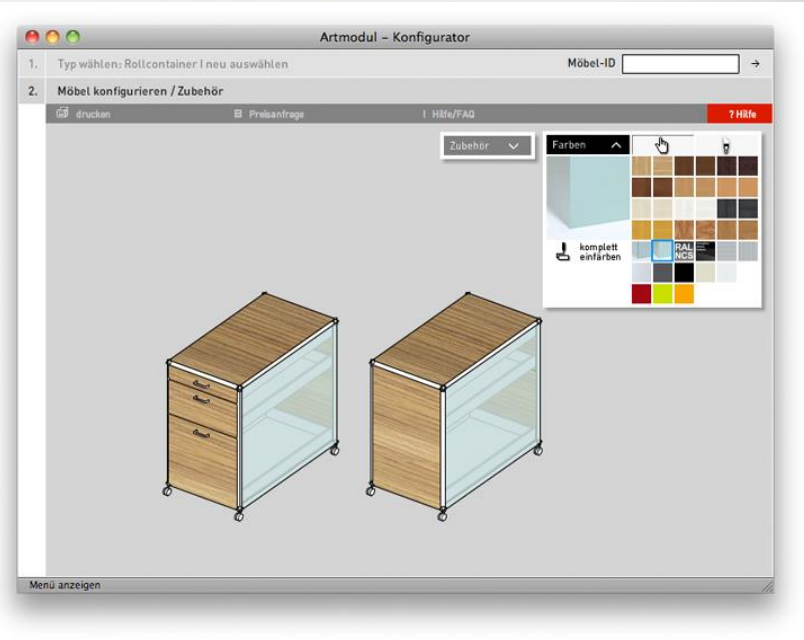 Artmodul – Konfigurator
1. Typ wählen: Rollcontainer | neu auswählen
Möbel-ID →
2. Möbel konfigurieren / Zubehör
drucken
Preisanfrage
! Hilfe/FAQ
? Hilfe
Zubehör
Farben
komplett
einfärben
RAL
NCS
Menü anzeigen